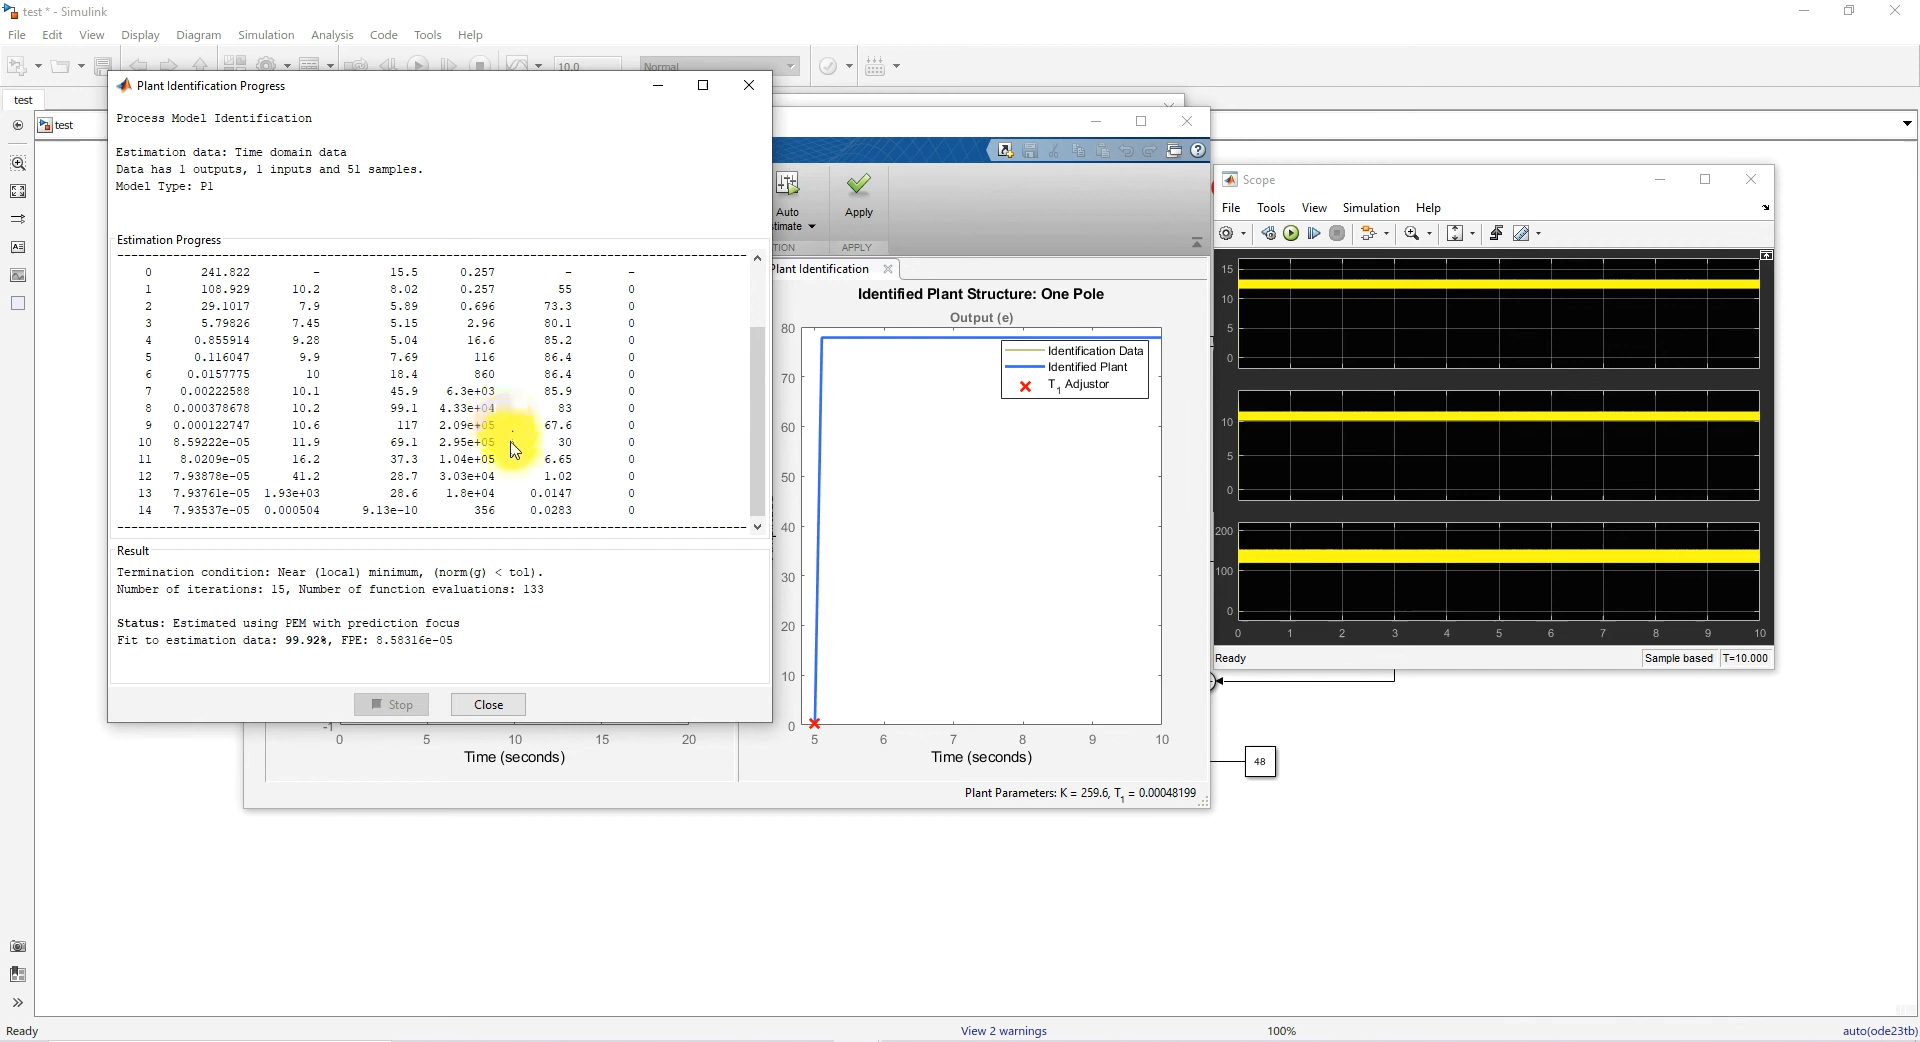 test * - Simulink
File Edit View Display Diagram Simulation Analysis Code Tools Help
10.0 Normal
test
test
Plant Identification Progress
Process Model Identification
Estimation data: Time domain data
Data has 1 outputs, 1 inputs and 51 samples.
Model Type: P1
Estimation Progress
0 241.822 - 15.5 0.257 - -
1 108.929 10.2 8.02 0.257 55 0
2 29.1017 7.9 5.89 0.696 73.3 0
3 5.79826 7.45 5.15 2.96 80.1 0
4 0.855914 9.28 5.04 16.6 85.2 0
5 0.116047 9.9 7.69 116 86.4 0
6 0.0157775 10 18.4 860 86.4 0
7 0.00222588 10.1 45.9 6.3e+03 85.9 0
8 0.000378678 10.2 99.1 4.33e+04 83 0
9 0.000122747 10.6 117 2.09e+05 67.6 0
10 8.59222e-05 11.9 69.1 2.95e+05 30 0
11 8.0209e-05 16.2 37.3 1.04e+05 6.65 0
12 7.93878e-05 41.2 28.7 3.03e+04 1.02 0
13 7.93761e-05 1.93e+03 28.6 1.8e+04 0.0147 0
14 7.93537e-05 0.000504 9.13e-10 356 0.0283 0
Result
Termination condition: Near (local) minimum, (norm(g) < tol).
Number of iterations: 15, Number of function evaluations: 133
Status: Estimated using PEM with prediction focus
Fit to estimation data: 99.92%, FPE: 8.58316e-05
Stop Close
Auto
timate
Apply
TION APPLY
Plant Identification
Identified Plant Structure: One Pole
Output (e)
Identification Data
Identified Plant
T1 Adjustor
80
70
60
50
40
30
20
10
0
5 6 7 8 9 10
Time (seconds)
-1
0 5 10 15 20
Time (seconds)
Plant Parameters: K = 259.6, T1 = 0.00048199
Scope
File Tools View Simulation Help
15
10
5
0
10
5
0
200
100
0
0 1 2 3 4 5 6 7 8 9 10
Ready Sample based T=10.000
48
Ready View 2 warnings 100% auto(ode23tb)